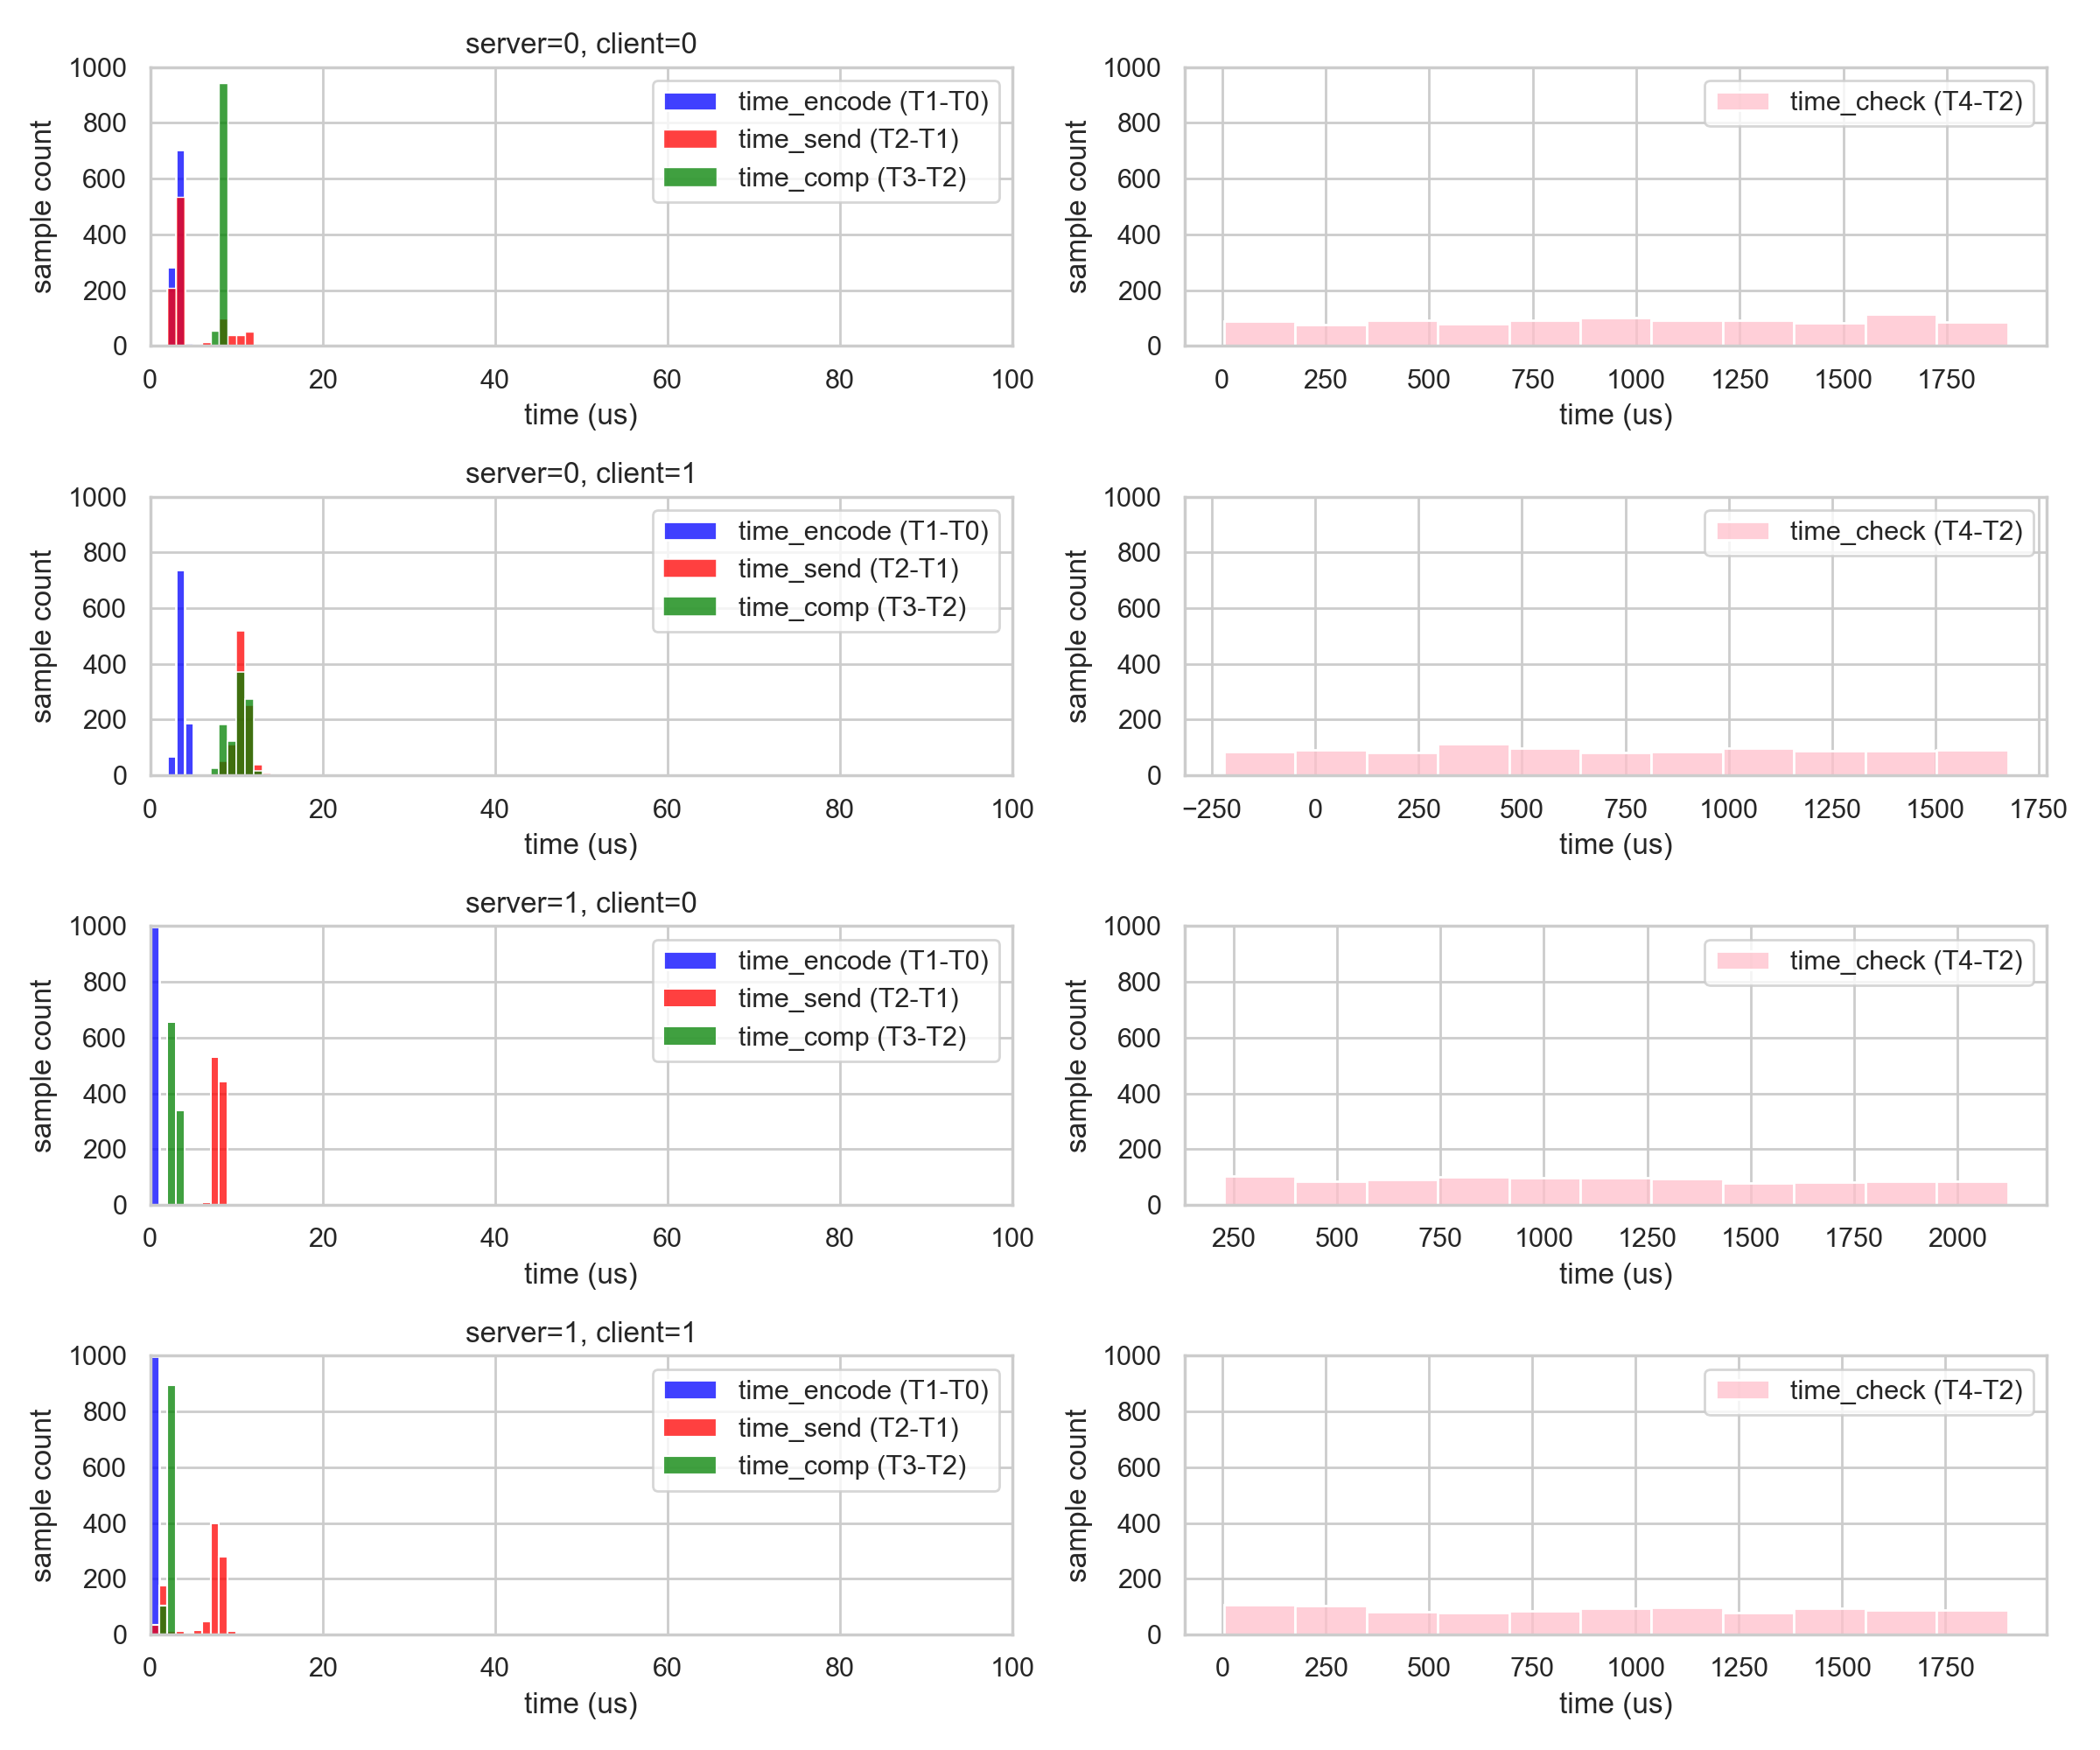 server=0, client=0
1000
800
600
400
200
0
sample count
0 20 40 60 80 100
time (us)
time_encode (T1-T0)
time_send (T2-T1)
time_comp (T3-T2)
1000
800
600
400
200
0
sample count
0 250 500 750 1000 1250 1500 1750
time (us)
time_check (T4-T2)
server=0, client=1
1000
800
600
400
200
0
sample count
0 20 40 60 80 100
time (us)
time_encode (T1-T0)
time_send (T2-T1)
time_comp (T3-T2)
1000
800
600
400
200
0
sample count
−250 0 250 500 750 1000 1250 1500 1750
time (us)
time_check (T4-T2)
server=1, client=0
1000
800
600
400
200
0
sample count
0 20 40 60 80 100
time (us)
time_encode (T1-T0)
time_send (T2-T1)
time_comp (T3-T2)
1000
800
600
400
200
0
sample count
250 500 750 1000 1250 1500 1750 2000
time (us)
time_check (T4-T2)
server=1, client=1
1000
800
600
400
200
0
sample count
0 20 40 60 80 100
time (us)
time_encode (T1-T0)
time_send (T2-T1)
time_comp (T3-T2)
1000
800
600
400
200
0
sample count
0 250 500 750 1000 1250 1500 1750
time (us)
time_check (T4-T2)